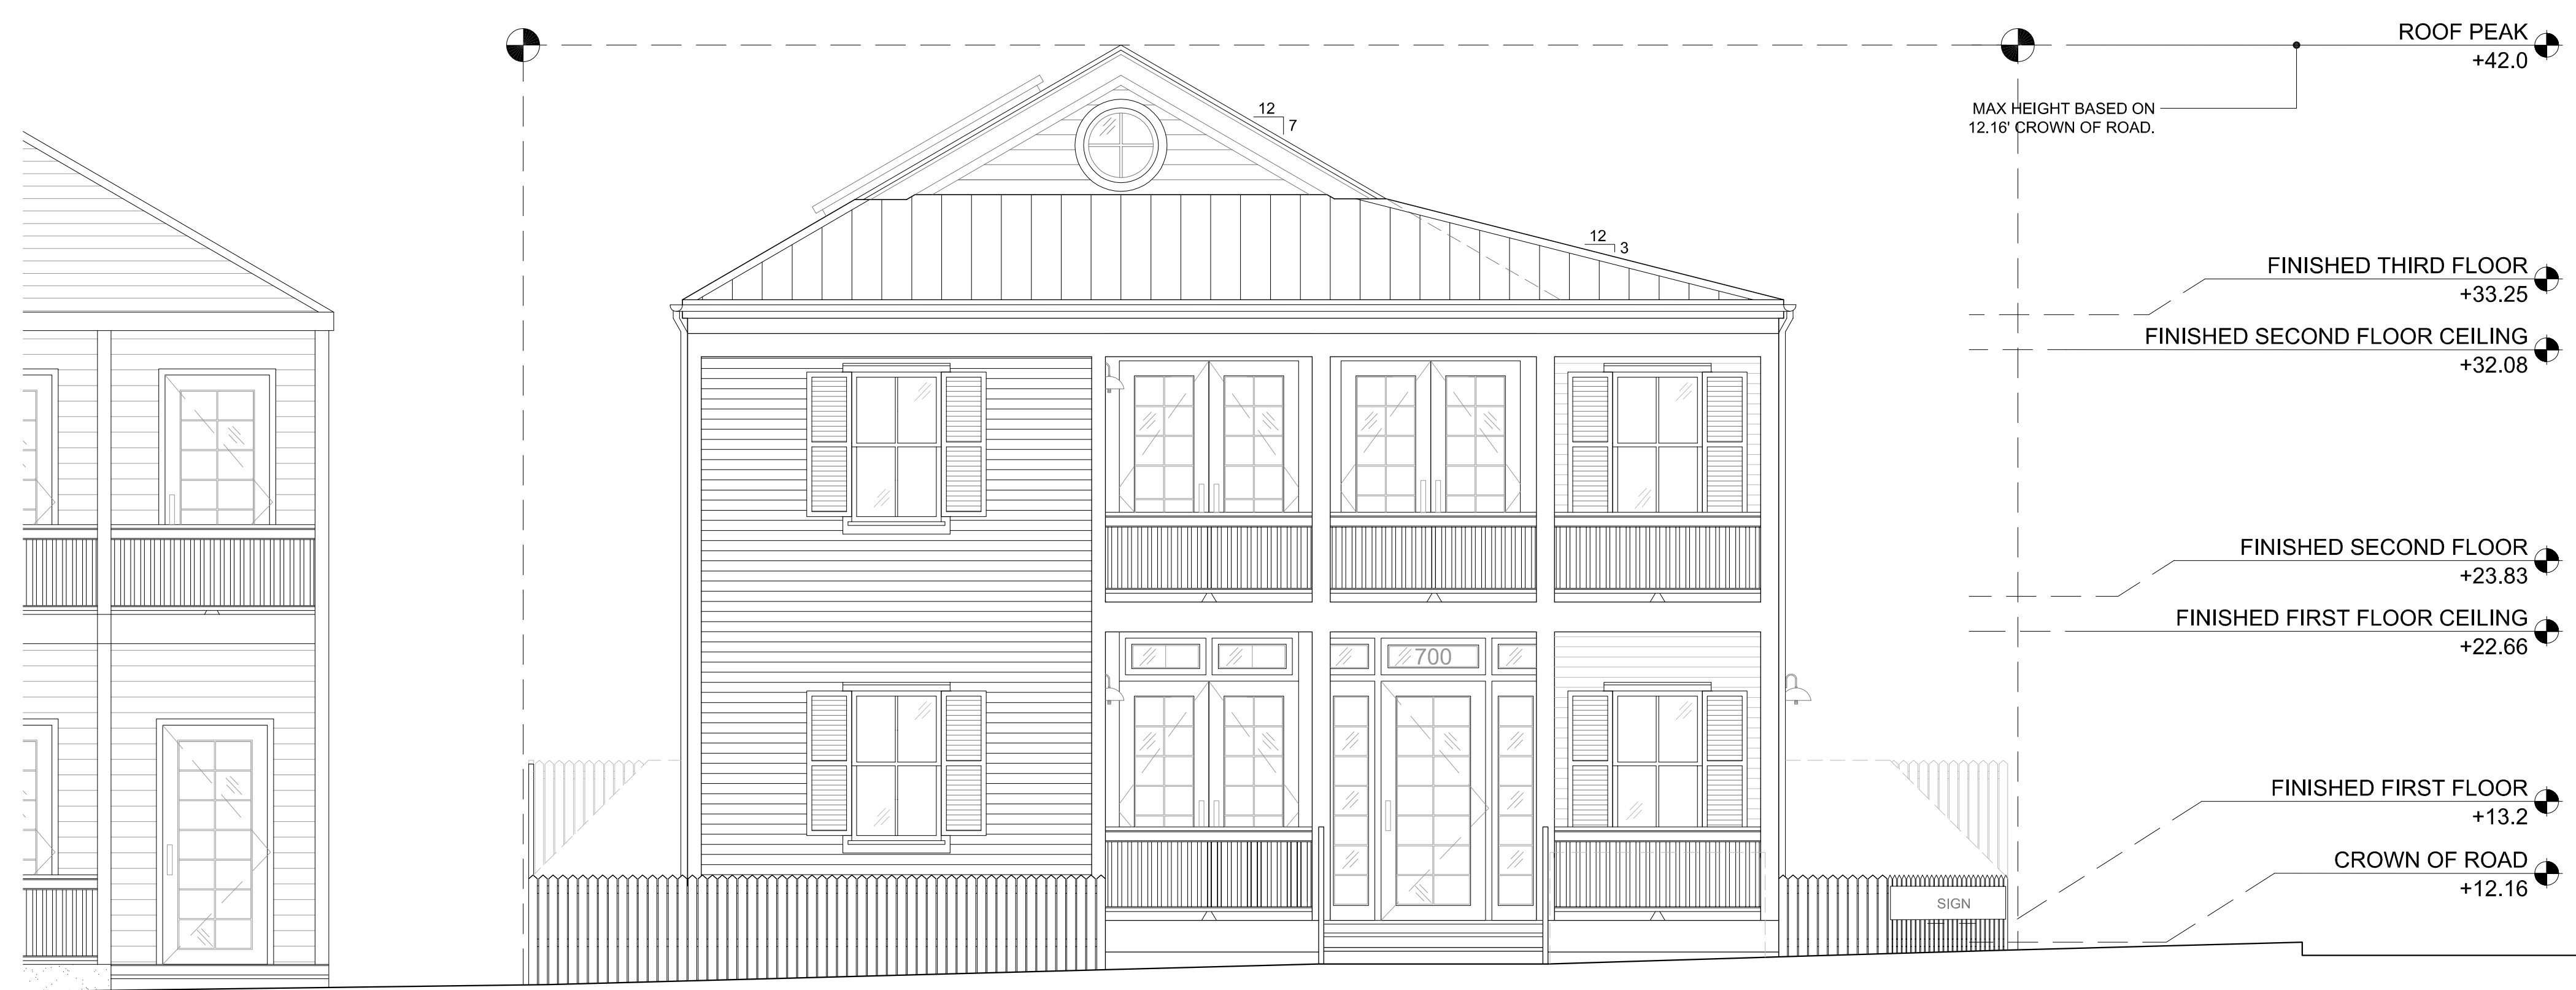 ROOF PEAK
+42.0
MAX HEIGHT BASED ON
12.16' CROWN OF ROAD.
12
7
12
3
FINISHED THIRD FLOOR
+33.25
FINISHED SECOND FLOOR CEILING
+32.08
FINISHED SECOND FLOOR
+23.83
FINISHED FIRST FLOOR CEILING
+22.66
700
FINISHED FIRST FLOOR
+13.2
CROWN OF ROAD
+12.16
SIGN